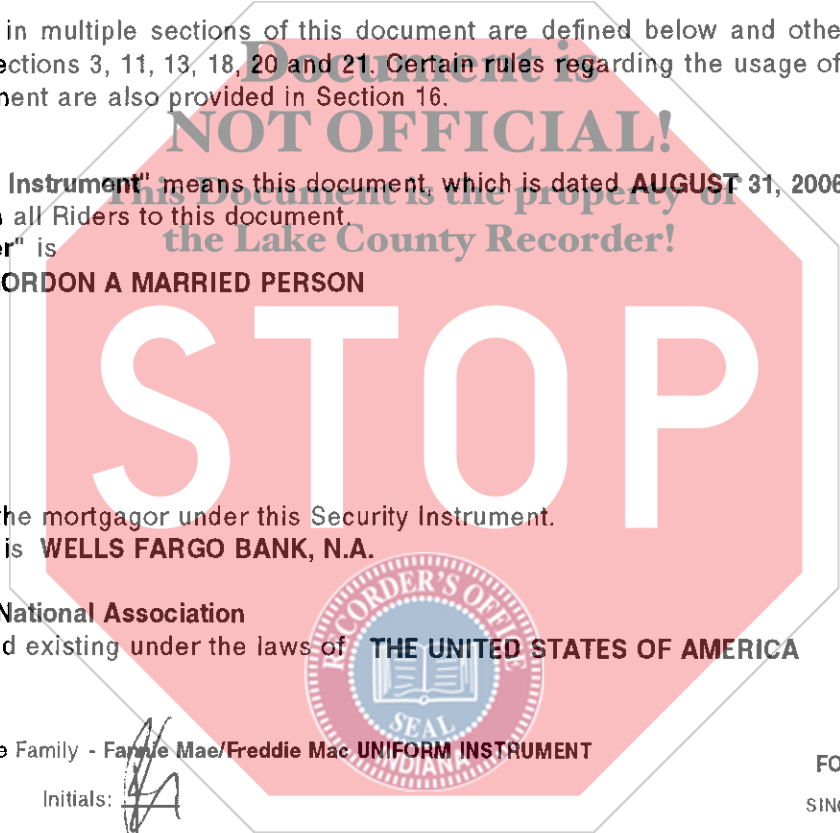 in multiple sections of this document are defined below and othe
ections 3, 11, 13, 18, 20 and 21. Certain rules regarding the usage of
Document is
nent are also provided in Section 16.
NOT OFFICIAL!
Instrument" means this document, which is dated AUGUST 31, 2006
This Document is the property of
all Riders to this document.
er" is
the Lake County Recorder!
ORDON A MARRIED PERSON
STOP
the mortgagor under this Security Instrument.
is WELLS FARGO BANK, N.A.
National Association
d existing under the laws of THE UNITED STATES OF AMERICA
RECORDER'S OFFICE
SEAL
INDIANA
e Family - Fannie Mae/Freddie Mac UNIFORM INSTRUMENT
FO
Initials:
SING